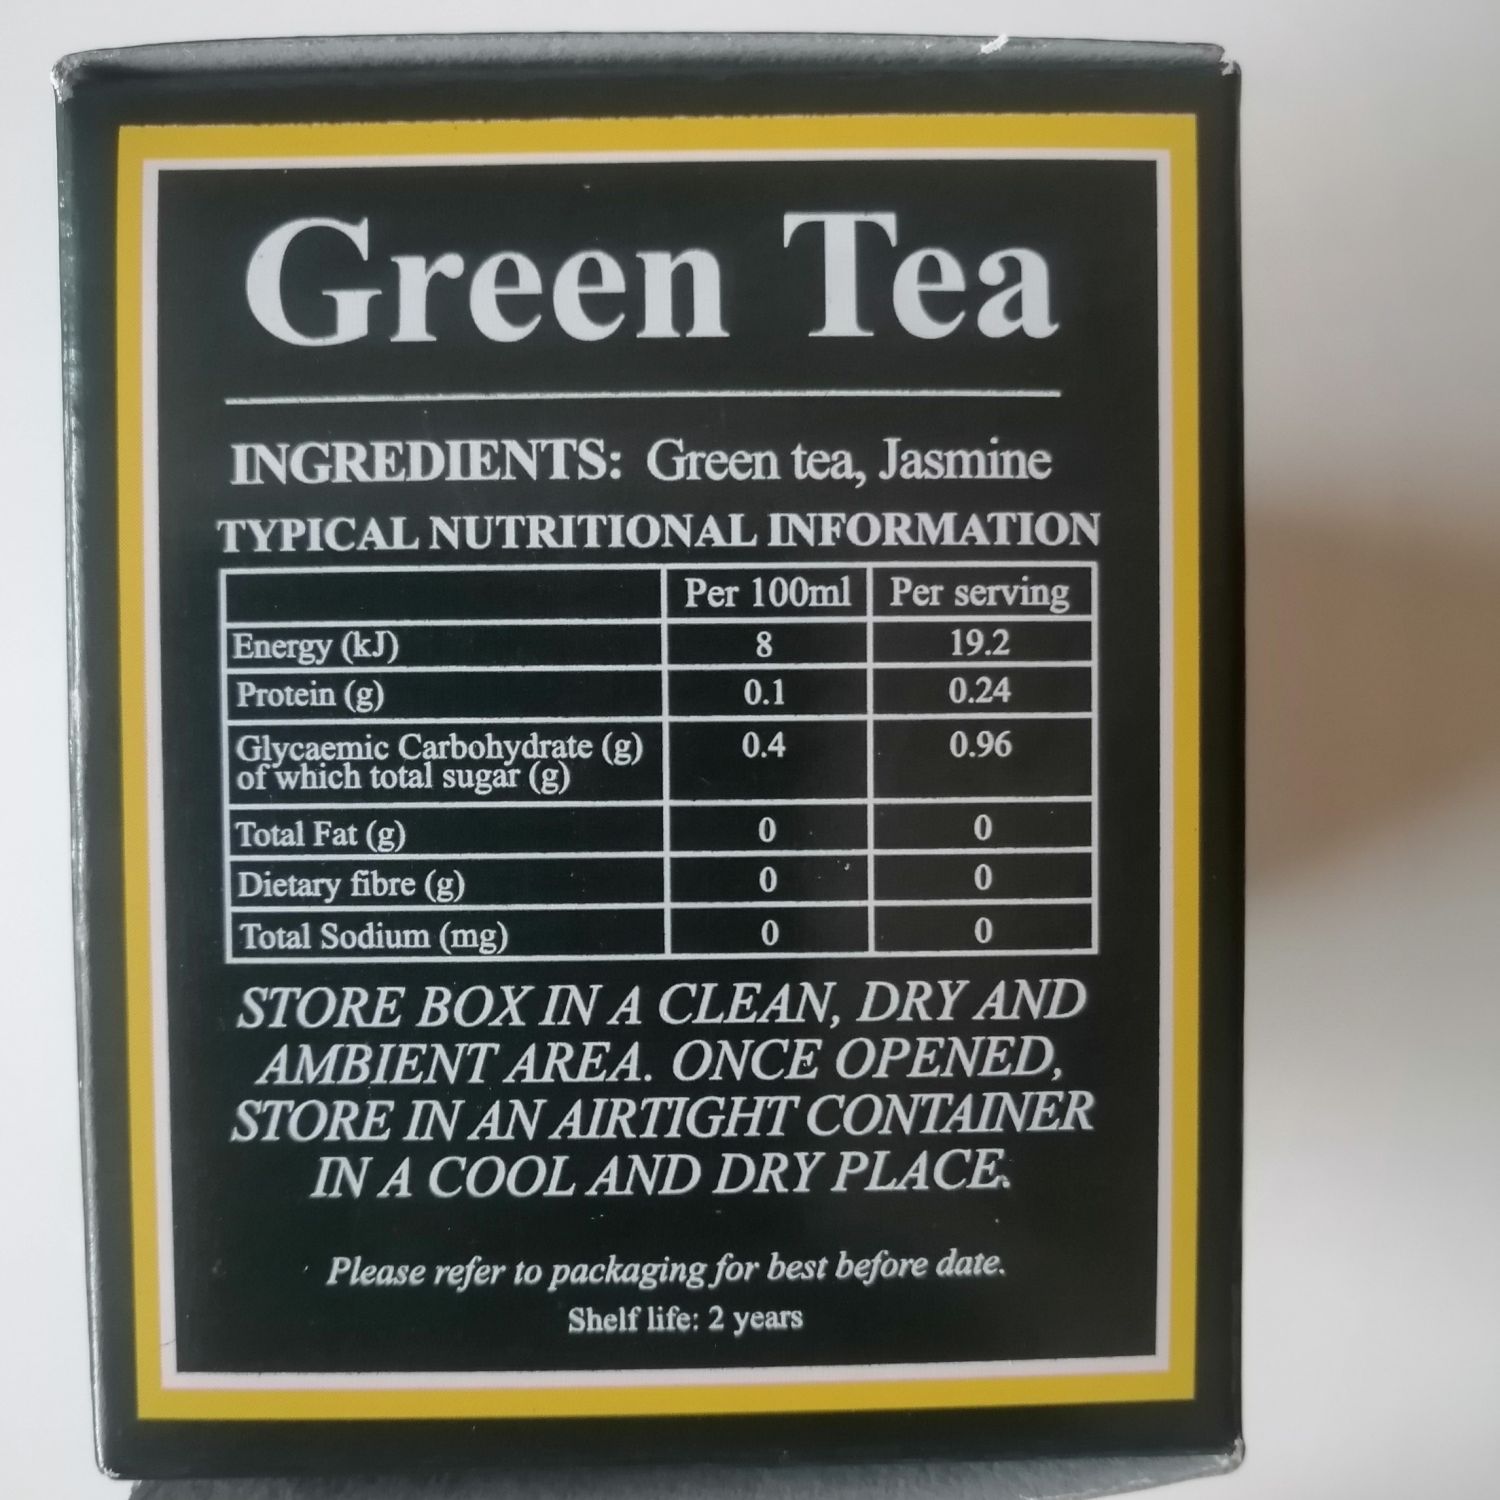 Green Tea
INGREDIENTS: Green tea, Jasmine
TYPICAL NUTRITIONAL INFORMATION
Per 100ml Per serving
Energy (kJ) 8 19.2
Protein (g) 0.1 0.24
Glycaemic Carbohydrate (g) 0.4 0.96
of which total sugar (g)
Total Fat (g) 0 0
Dietary fibre (g) 0 0
Total Sodium (mg) 0 0
STORE BOX IN A CLEAN, DRY AND
AMBIENT AREA. ONCE OPENED,
STORE IN AN AIRTIGHT CONTAINER
IN A COOL AND DRY PLACE.
Please refer to packaging for best before date.
Shelf life: 2 years